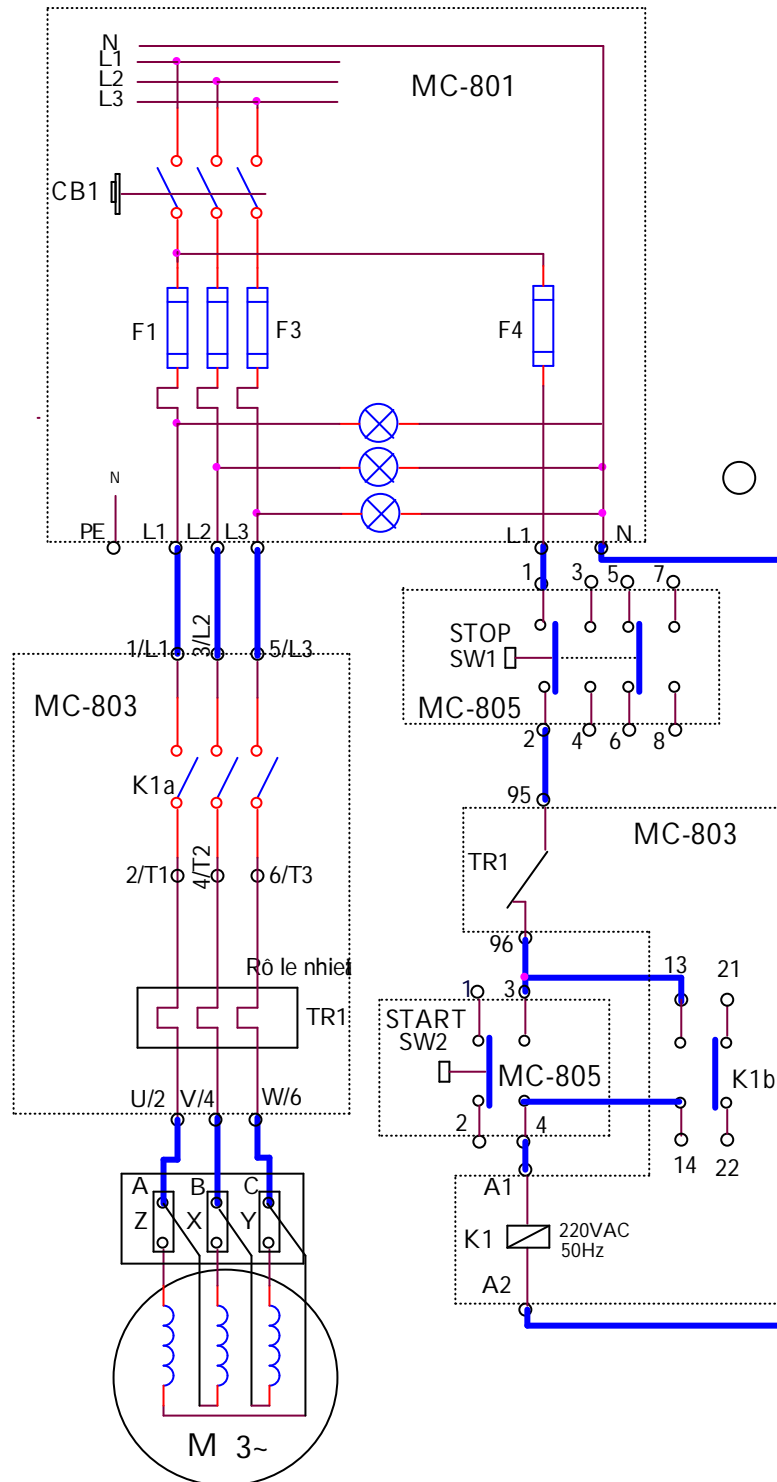 N
L1
L2
L3
MC-801
CB1
F1
F3
F4
N
PE
L1
L2
L3
L1
N
1
3
5
7
STOP
SW1
MC-805
2
4
6
8
1/L1
3/L2
5/L3
MC-803
K1a
2/T1
4/T2
6/T3
Rô le nhiet
TR1
U/2
V/4
W/6
95
MC-803
TR1
96
13
21
1
3
START
SW2
MC-805
K1b
2
4
14
22
A1
K1
220VAC
50Hz
A2
A
B
C
Z
X
Y
M 3~